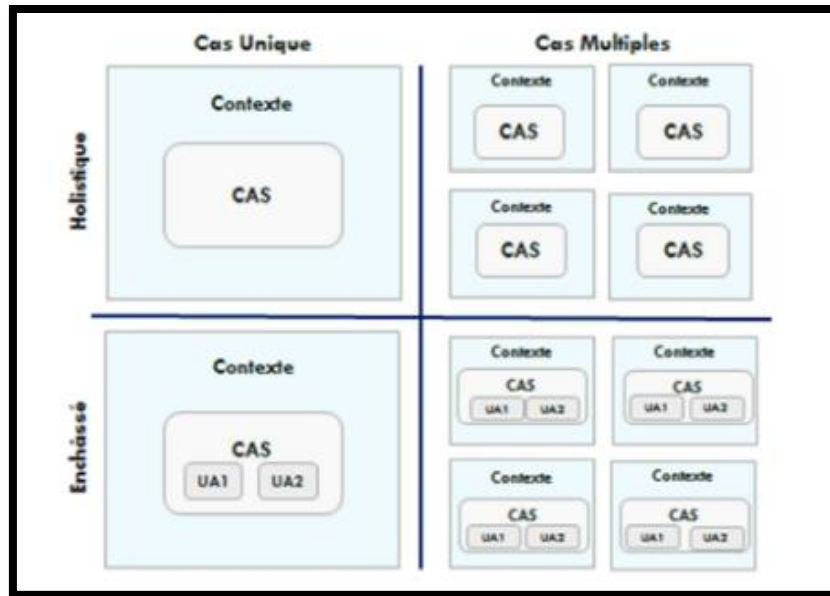 Cas Unique
Cas Multiples
Holistique
Contexte
CAS
Contexte
CAS
Contexte
CAS
Contexte
CAS
Contexte
CAS
Enchâssé
Contexte
CAS
UA1 UA2
Contexte
CAS
UA1 UA2
Contexte
CAS
UA1 UA2
Contexte
CAS
UA1 UA2
Contexte
CAS
UA1 UA2